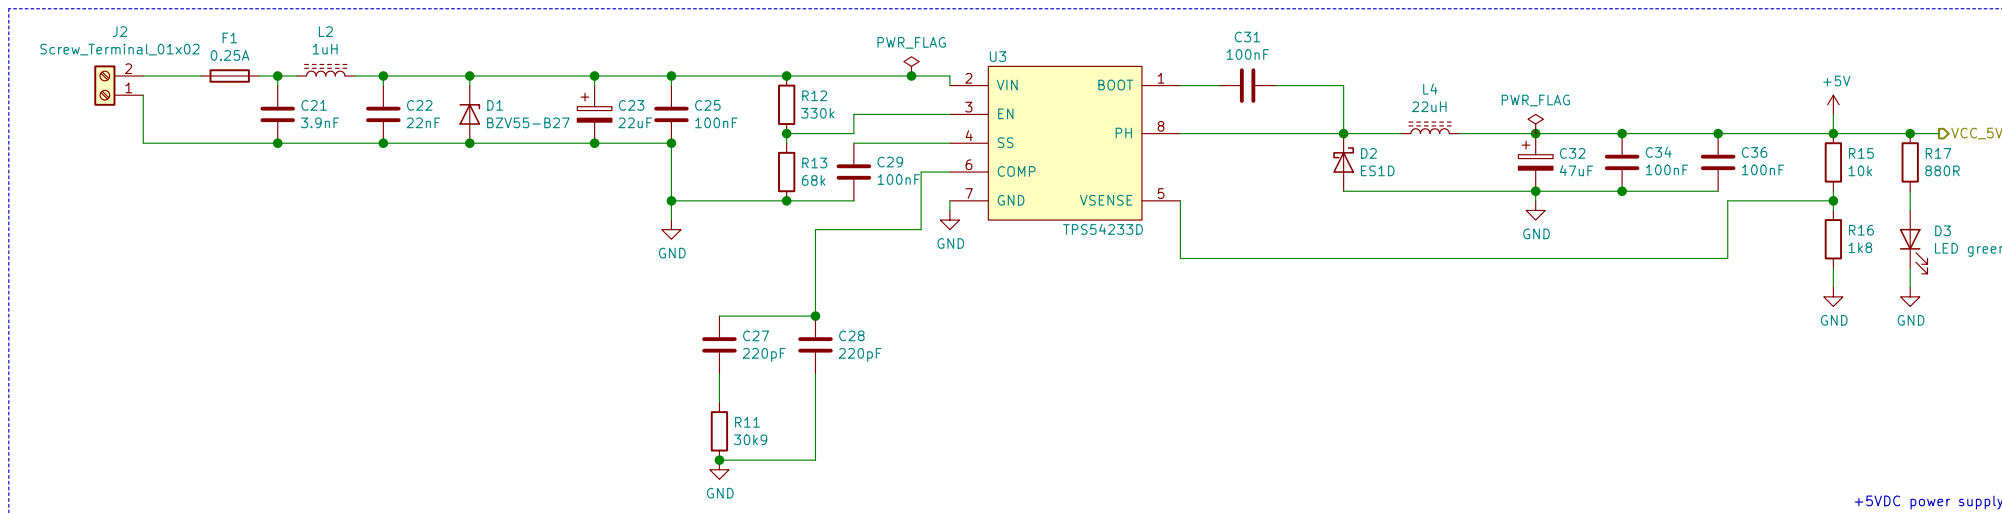 J2
Screw_Terminal_01x02
2
1
F1
0.25A
L2
1uH
C21
3.9nF
C22
22nF
D1
BZV55-B27
+
C23
22uF
C25
100nF
GND
R12
330k
R13
68k
C29
100nF
PWR_FLAG
GND
U3
2
VIN
3
EN
4
SS
6
COMP
7
GND
BOOT
1
PH
8
VSENSE
5
TPS54233D
C27
220pF
C28
220pF
R11
30k9
GND
C31
100nF
D2
ES1D
L4
22uH
PWR_FLAG
+
C32
47uF
C34
100nF
C36
100nF
GND
+5V
VCC_5V
R15
10k
R16
1k8
GND
R17
880R
D3
LED green
GND
+5VDC power supply